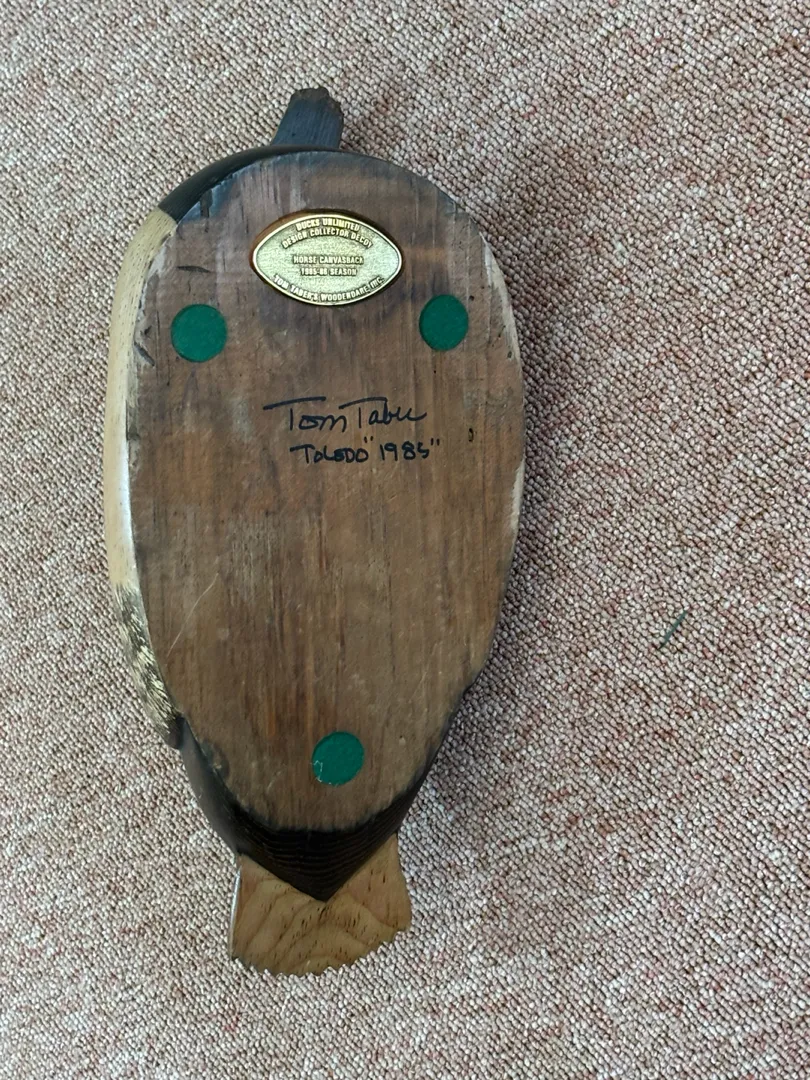 DUCKS UNLIMITED
DESIGN COLLECTOR DECOY
HORSE CANVASBACK
1985-86 SEASON
TOM TABER'S WOODENDARE INC.
Tom Taber
TOLEDO "1985"